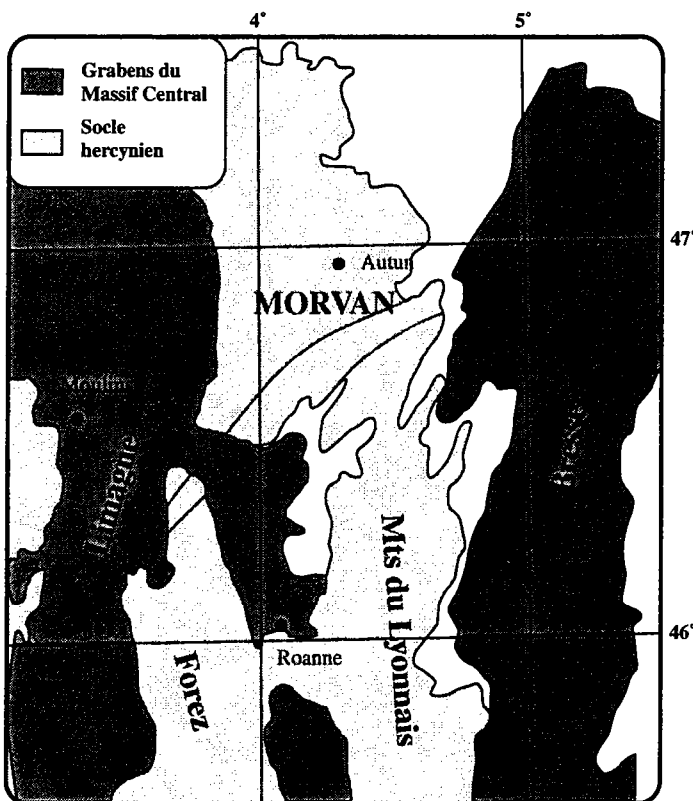 4°
5°
Grabens du
Massif Central
Socle
hercynien
47°
Autun
MORVAN
Moulins
Limagne
Bresse
Mts du Lyonnais
46°
Roanne
Forez